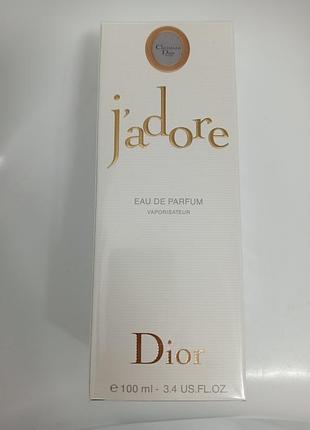 Christian
Dior
j'adore
EAU DE PARFUM
VAPORISATEUR
Dior
℮ 100 ml - 3.4 US.FL.OZ.